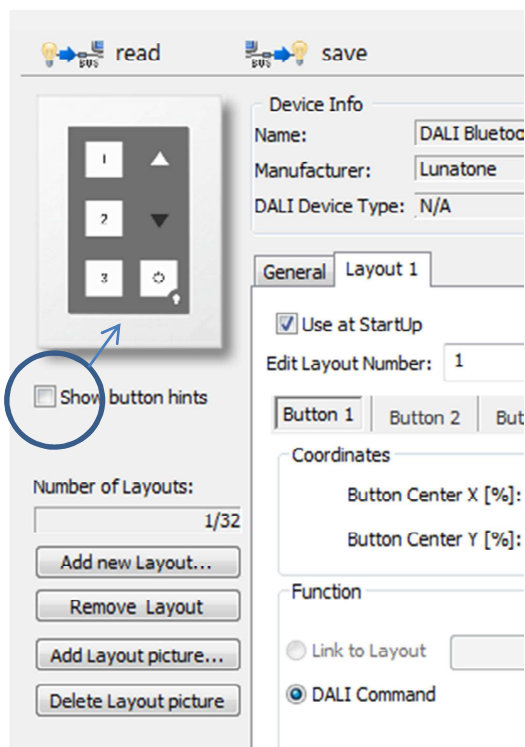 read
save
BUS
BUS
1
2
3
Show button hints
Number of Layouts:
1/32
Add new Layout...
Remove Layout
Add Layout picture...
Delete Layout picture
Device Info
Name:
Manufacturer:
Lunatone
DALI Device Type:
N/A
DALI
General
Layout 1
Use at StartUp
Edit Layout Number:
1
Button 1
Button 2
Coordinates
Button Center X [%]:
Button Center Y [%]:
Function
Link to Layout
DALI Command